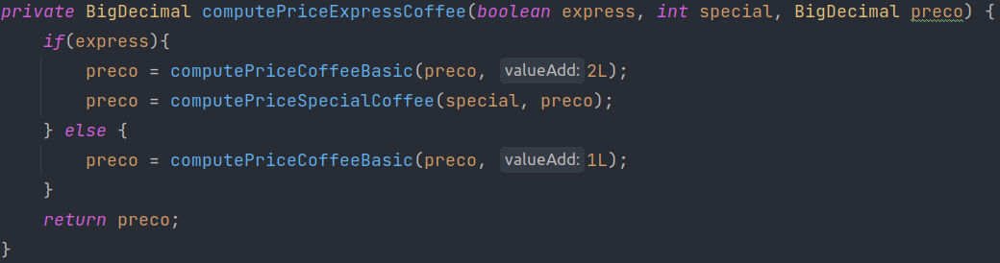 private BigDecimal computePriceExpressCoffee(boolean express, int special, BigDecimal preco) {
    if(express){
        preco = computePriceCoffeeBasic(preco, valueAdd: 2L);
        preco = computePriceSpecialCoffee(special, preco);
    } else {
        preco = computePriceCoffeeBasic(preco, valueAdd: 1L);
    }
    return preco;
}